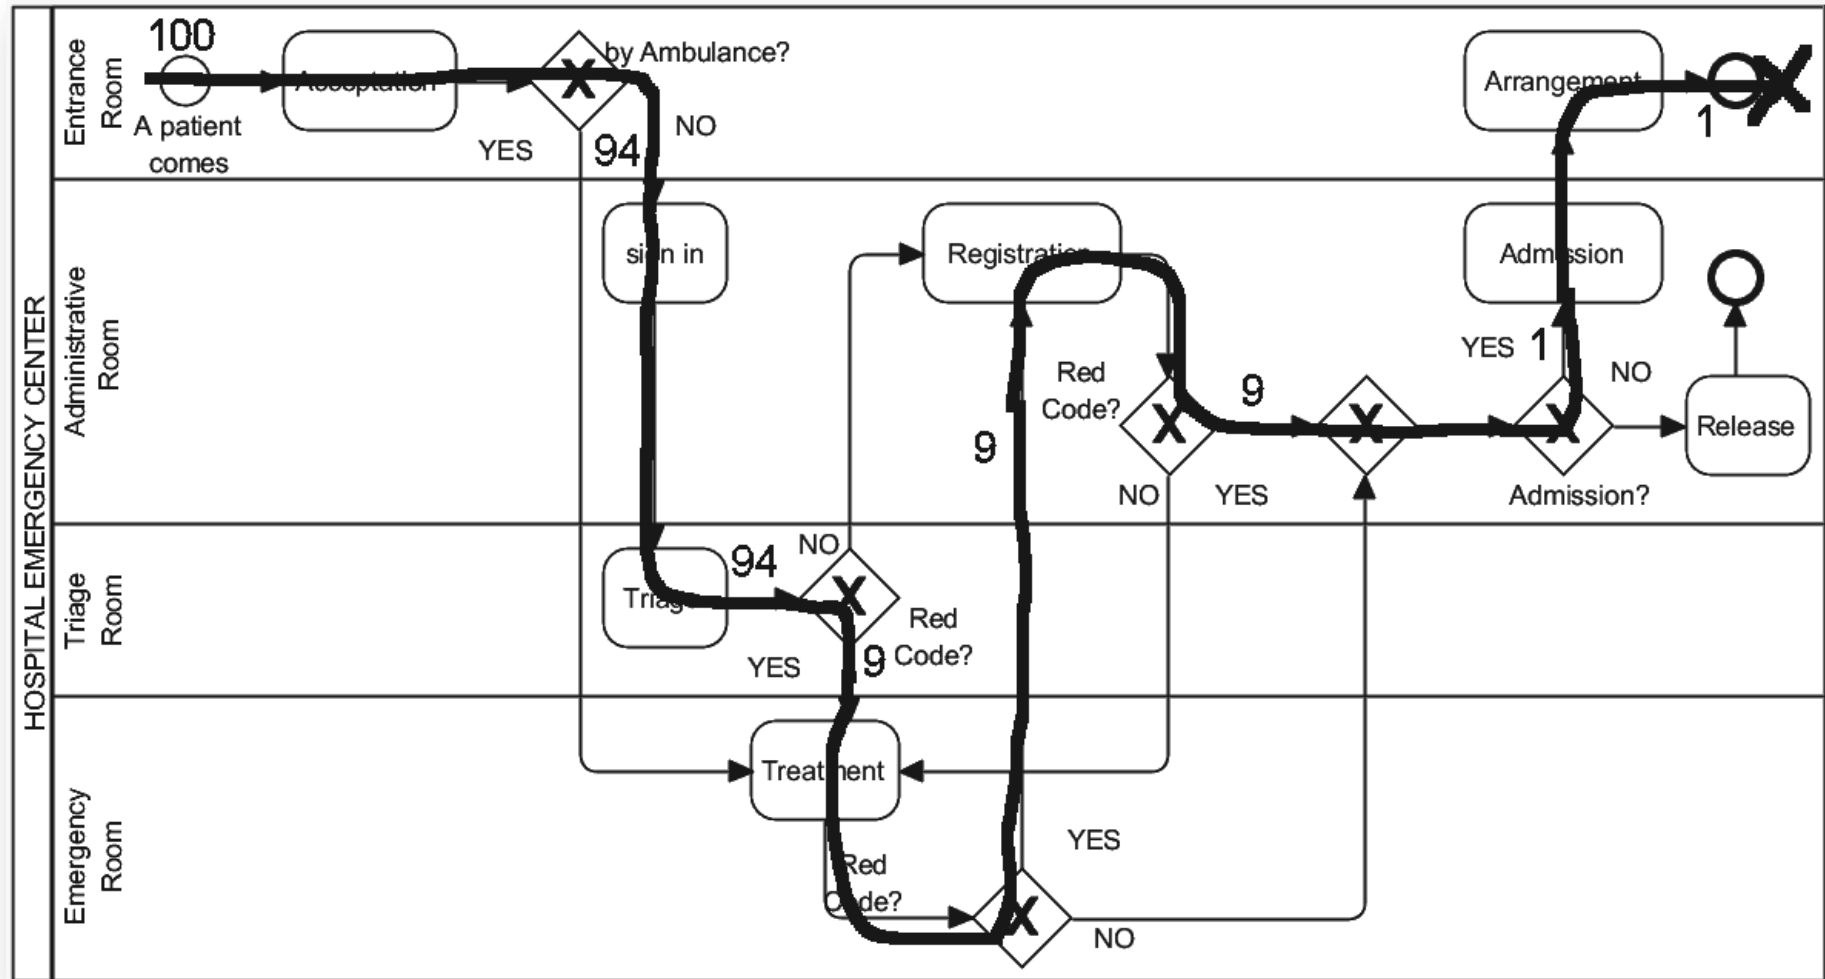 HOSPITAL EMERGENCY CENTER
Entrance
Room
100
A patient
comes
Acceptation
by Ambulance?
YES
94
NO
Arrangement
1
Administrative
Room
sign in
Registration
Admission
Red
Code?
9
9
NO
YES
YES
1
NO
Release
Admission?
Triage
Room
Triage
94
NO
Red
Code?
YES
9
Emergency
Room
Treatment
Red
Code?
YES
NO